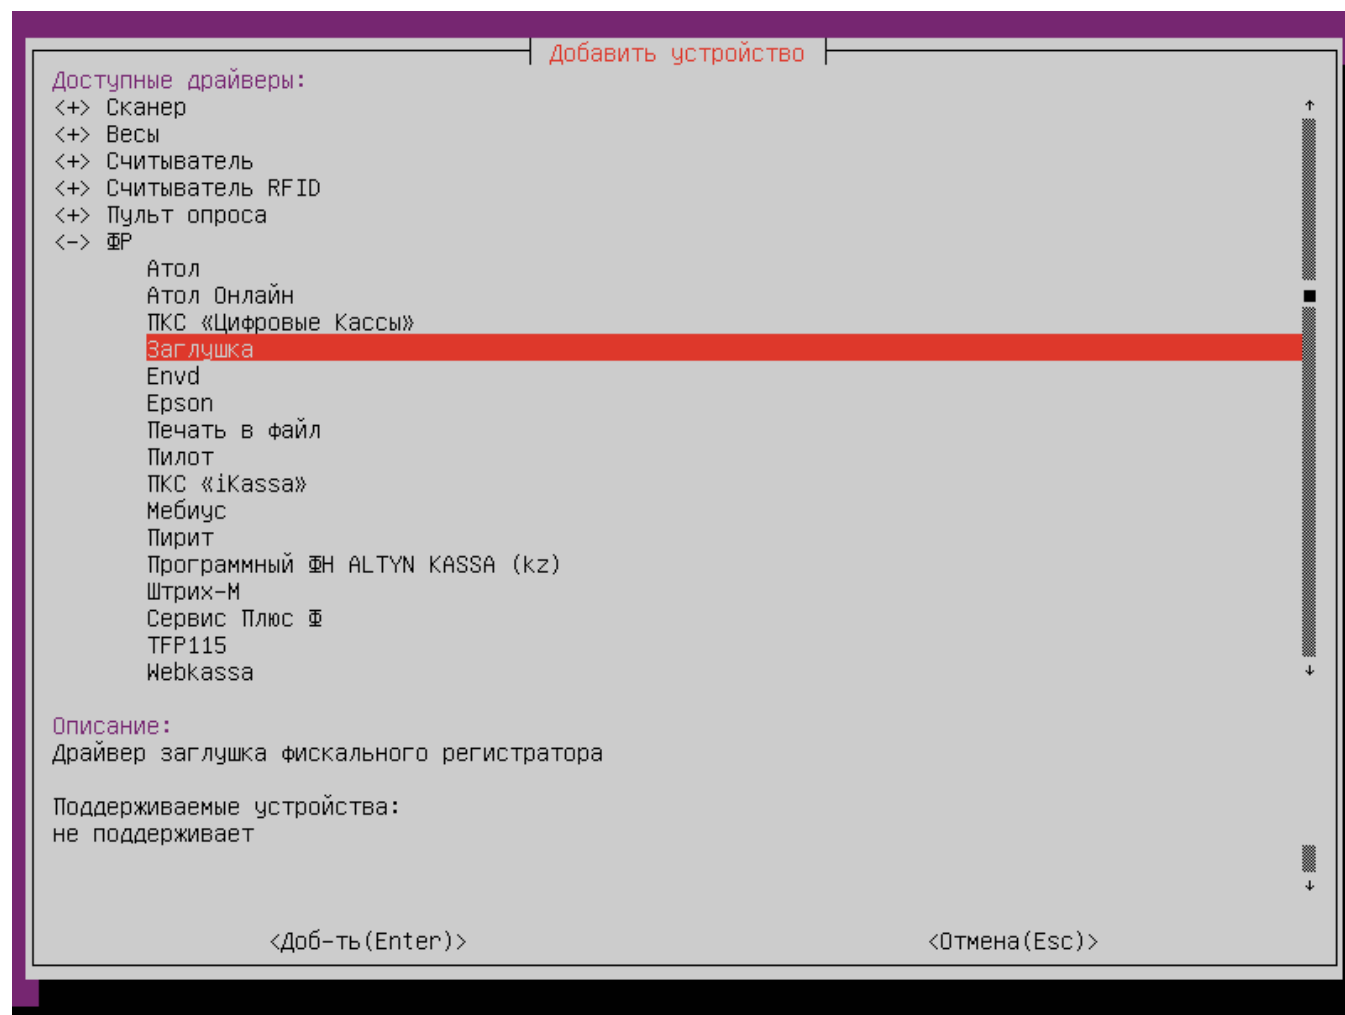 Добавить устройство
Доступные драйверы:
<+> Сканер
<+> Весы
<+> Считыватель
<+> Считыватель RFID
<+> Пульт опроса
<-> ФР
Атол
Атол Онлайн
ПКС «Цифровые Кассы»
Заглушка
Envd
Epson
Печать в файл
Пилот
ПКС «iKassa»
Мебиус
Пирит
Программный ФН ALTYN KASSA (kz)
Штрих-М
Сервис Плюс Ф
TFP115
Webkassa
Описание:
Драйвер заглушка фискального регистратора
Поддерживаемые устройства:
не поддерживает
<Доб-ть(Enter)> <Отмена(Esc)>